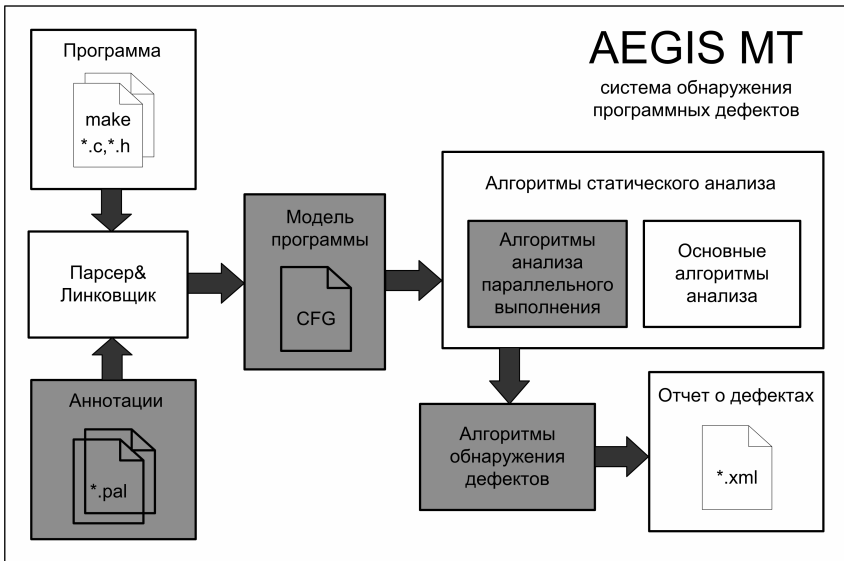 AEGIS MT
система обнаружения
программных дефектов
Программа
make
*.c,*.h
Парсер&
Линковщик
Аннотации
*.pal
Модель
программы
CFG
Алгоритмы статического анализа
Алгоритмы
анализа
параллельного
выполнения
Основные
алгоритмы
анализа
Алгоритмы
обнаружения
дефектов
Отчет о дефектах
*.xml